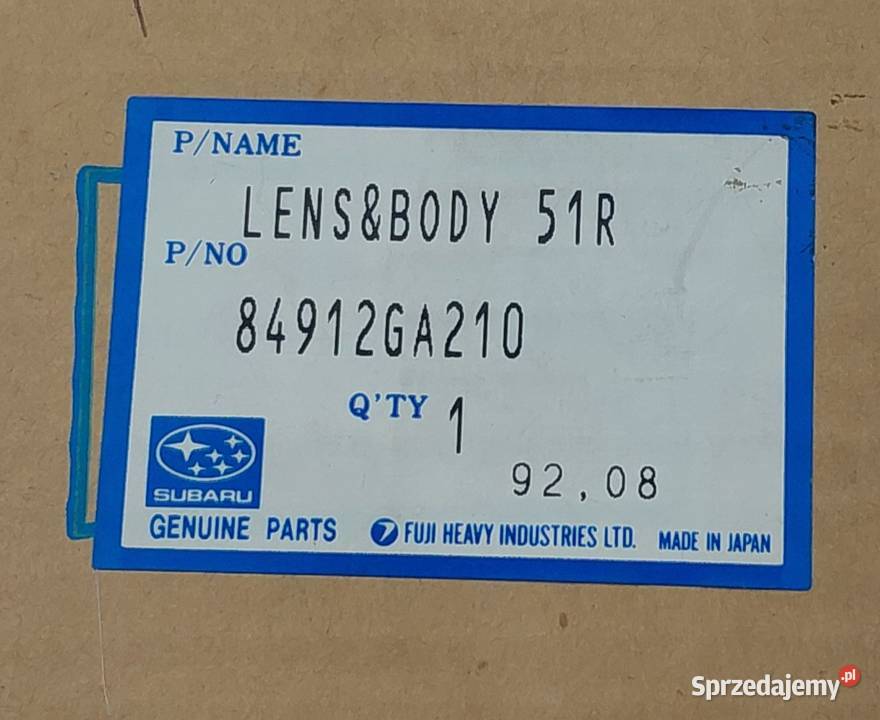 P/NAME
LENS&BODY 51R
P/NO
84912GA210
Q'TY 1
92,08
SUBARU
GENUINE PARTS FUJI HEAVY INDUSTRIES LTD. MADE IN JAPAN
Sprzedajemy.pl